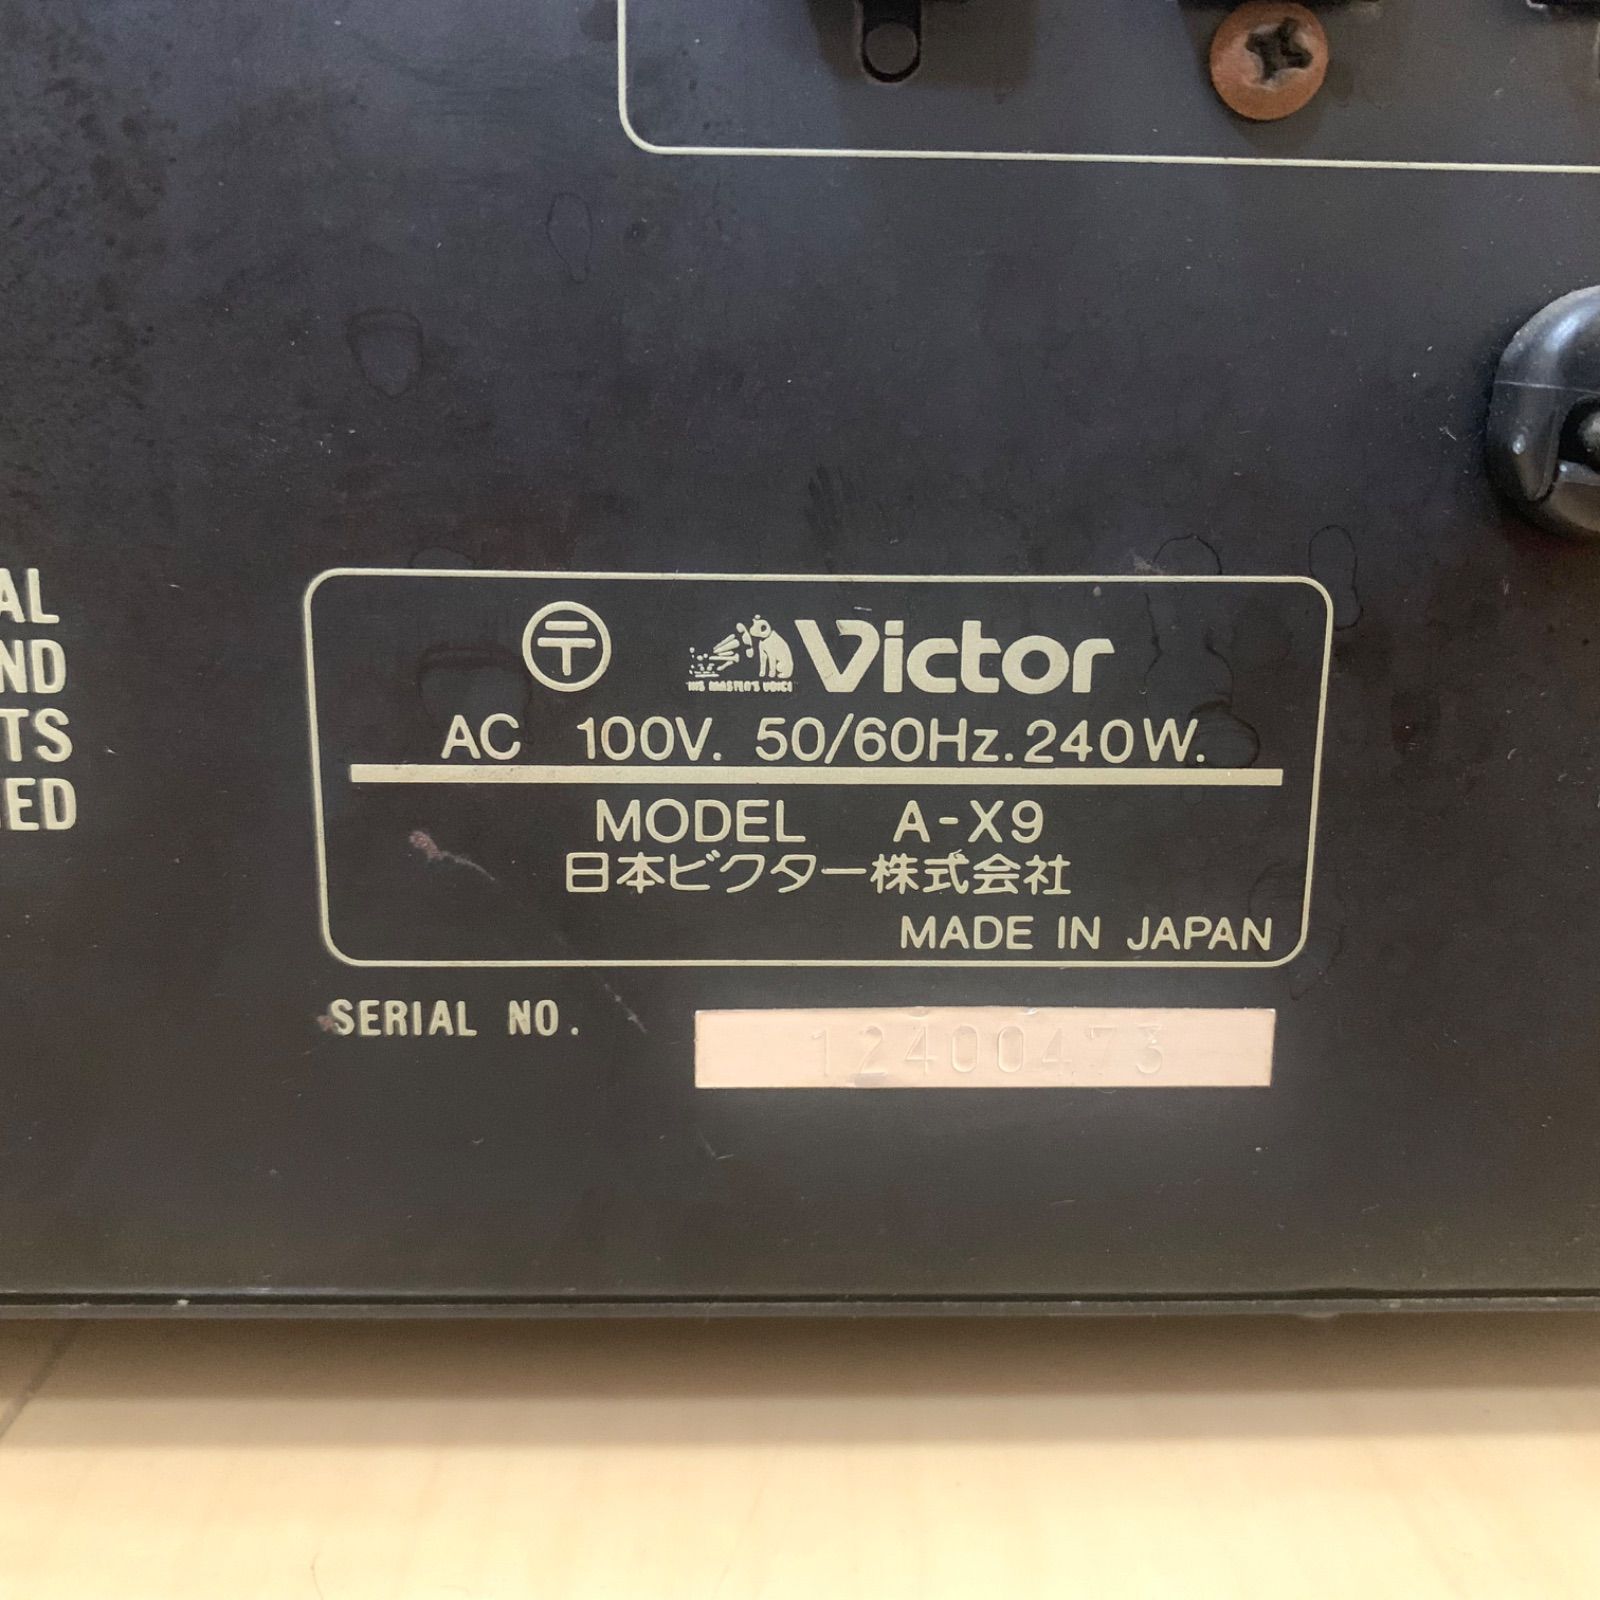 AL
ND
TS
ED
〒 HIS MASTER'S VOICE Victor
AC 100V. 50/60Hz. 240W.
MODEL A-X9
日本ビクター株式会社
MADE IN JAPAN
SERIAL NO. 12400473